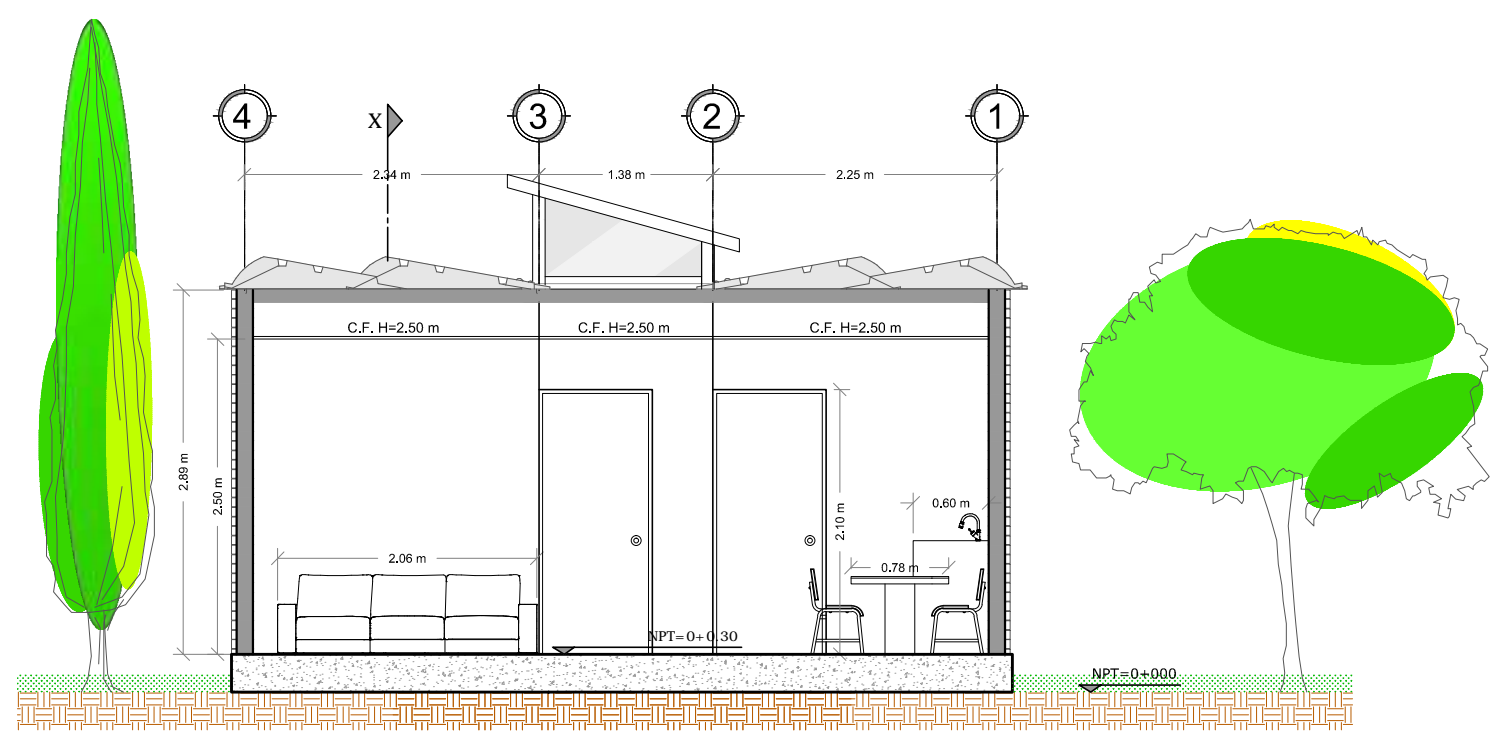 4
X
3
2
1
2.34 m
1.38 m
2.25 m
C.F. H=2.50 m
C.F. H=2.50 m
C.F. H=2.50 m
2.89 m
2.50 m
2.10 m
0.60 m
2.06 m
0.78 m
NPT=0+0.30
NPT=0+000